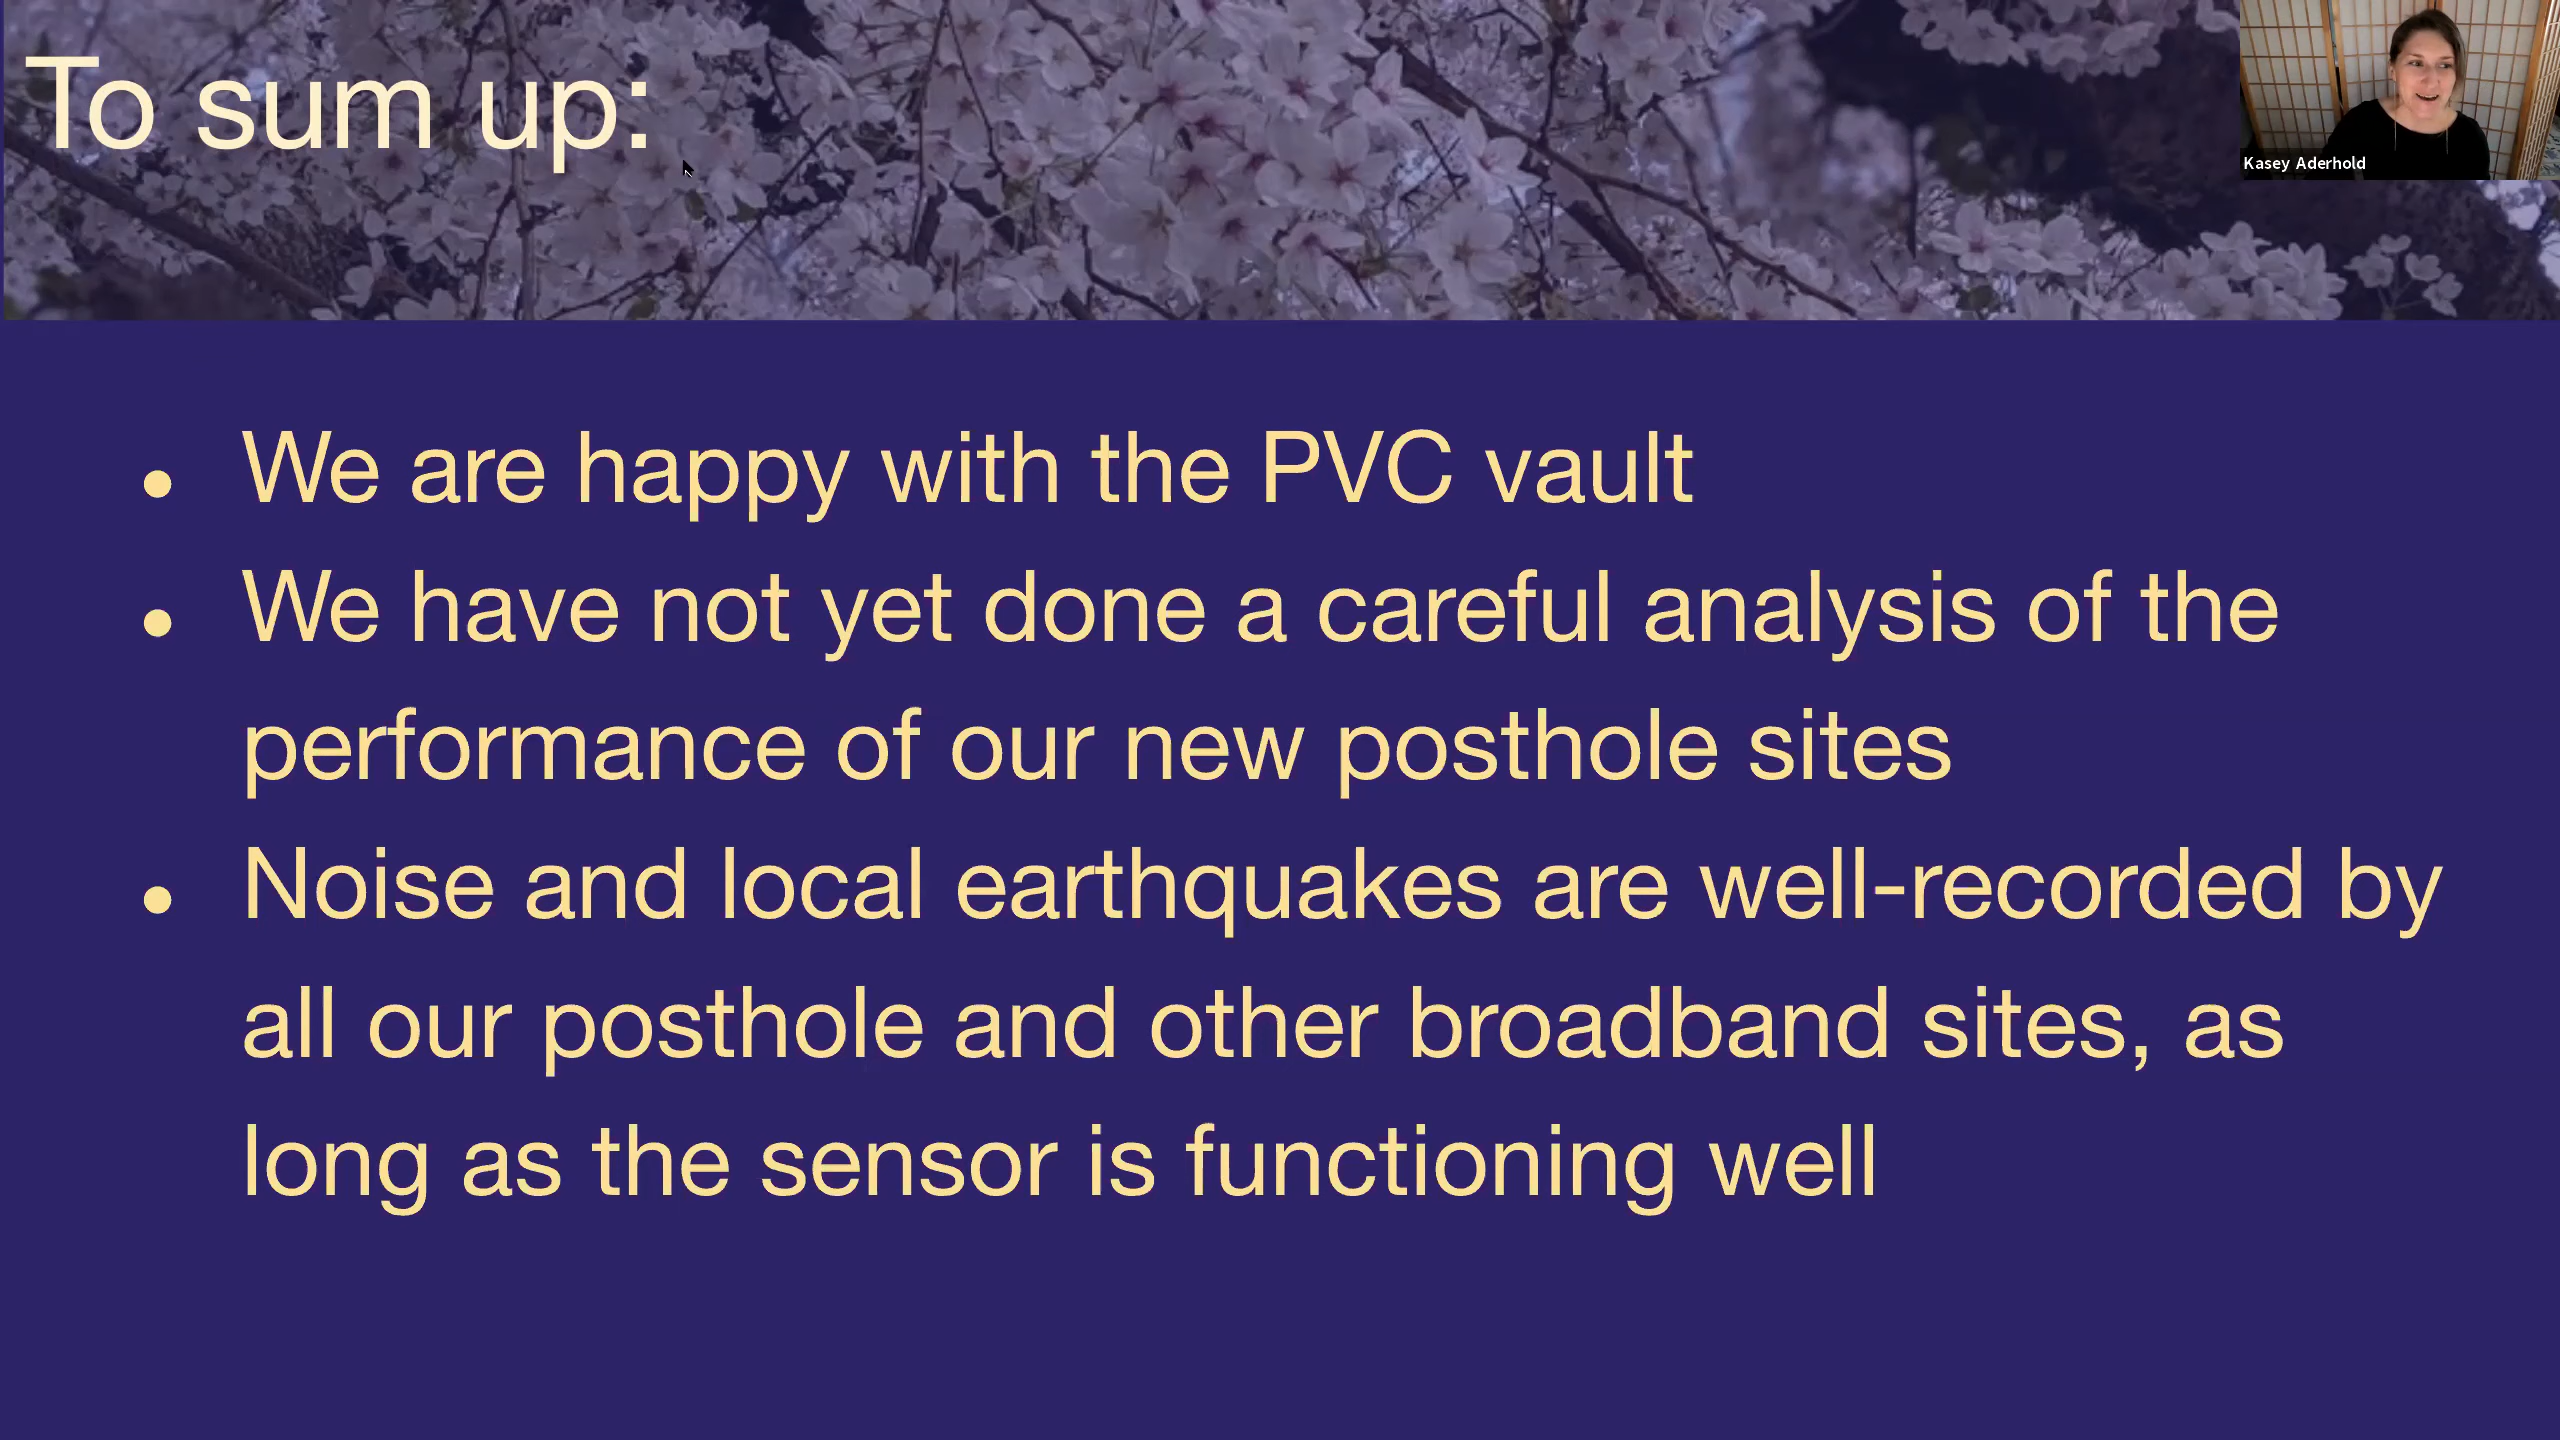 To sum up:
Kasey Aderhold
• We are happy with the PVC vault
• We have not yet done a careful analysis of the
performance of our new posthole sites
• Noise and local earthquakes are well-recorded by
all our posthole and other broadband sites, as
long as the sensor is functioning well